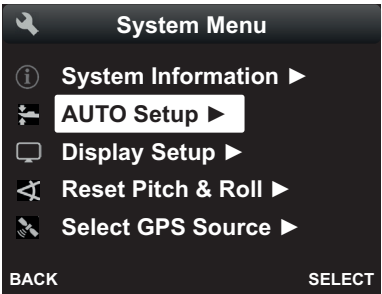 System Menu
System Information ►
AUTO Setup ►
Display Setup ►
Reset Pitch & Roll ►
Select GPS Source ►
BACK SELECT